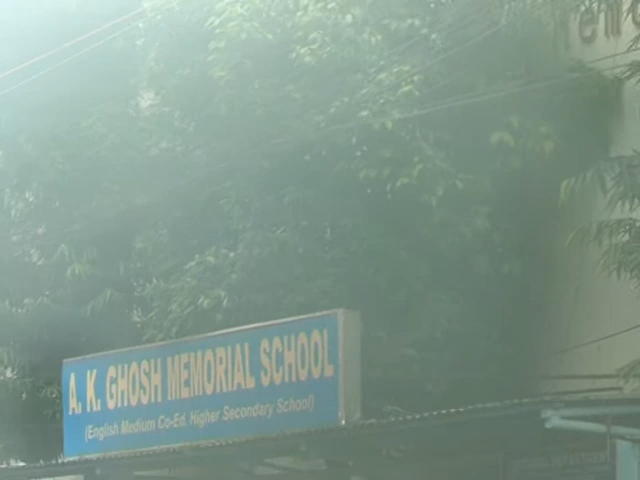 A. K. GHOSH MEMORIAL SCHOOL
(English Medium Co-Ed. Higher Secondary School)